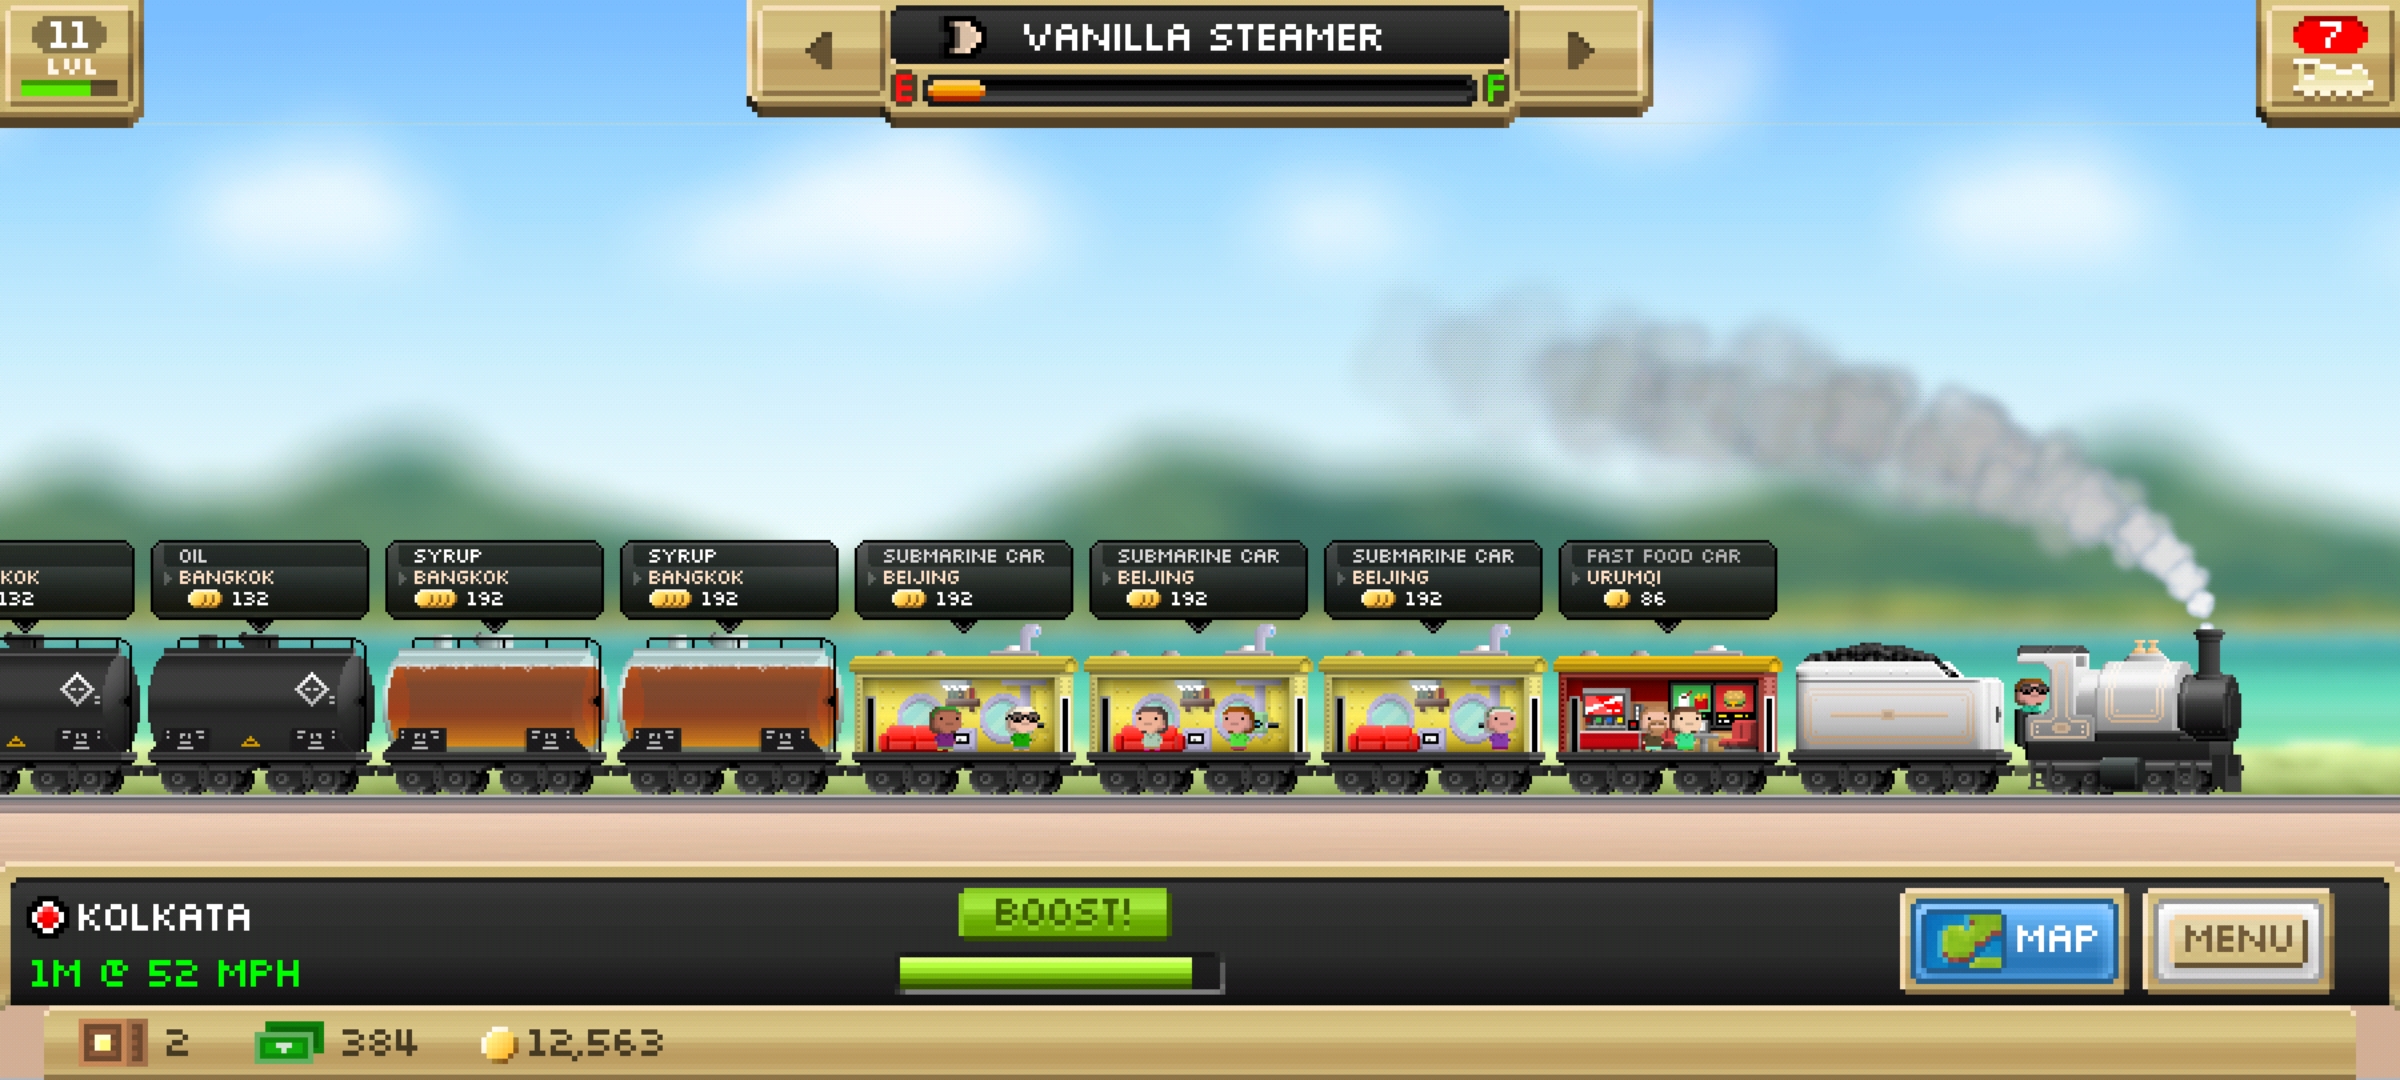 11
LVL
VANILLA STEAMER
E
F
7
KOK
132
OIL
BANGKOK
132
SYRUP
BANGKOK
192
SYRUP
BANGKOK
192
SUBMARINE CAR
BEIJING
192
SUBMARINE CAR
BEIJING
192
SUBMARINE CAR
BEIJING
192
FAST FOOD CAR
URUMQI
86
KOLKATA
1M @ 52 MPH
BOOST!
MAP
MENU
2
384
12,563